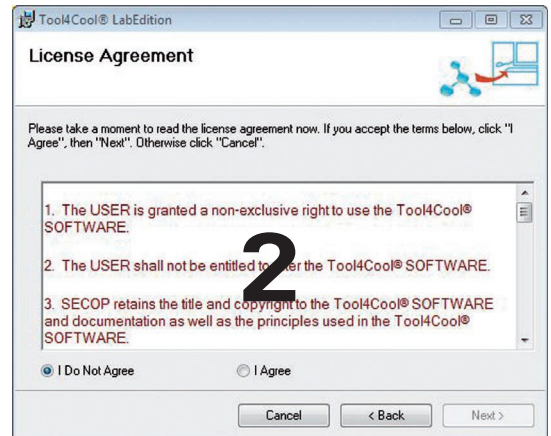 Tool4Cool® LabEdition
License Agreement
Please take a moment to read the license agreement now. If you accept the terms below, click "I
Agree", then "Next". Otherwise click "Cancel".
1. The USER is granted a non-exclusive right to use the Tool4Cool®
SOFTWARE.
2. The USER shall not be entitled to the Tool4Cool® SOFTWARE.
2
3. SECOP retains the title and copyright to the Tool4Cool® SOFTWARE
and documentation as well as the principles used in the Tool4Cool®
SOFTWARE.
I Do Not Agree
I Agree
Cancel
< Back
Next >